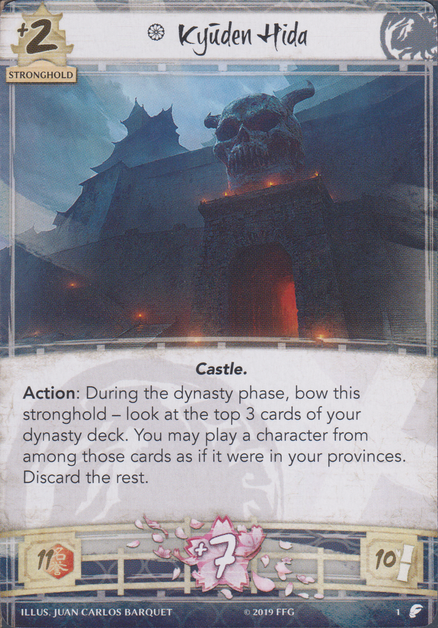 +2
Kyūden Hida
STRONGHOLD
Castle.
Action: During the dynasty phase, bow this
stronghold – look at the top 3 cards of your
dynasty deck. You may play a character from
among those cards as if it were in your provinces.
Discard the rest.
11
+7
10
ILLUS. JUAN CARLOS BARQUET
© 2019 FFG
1